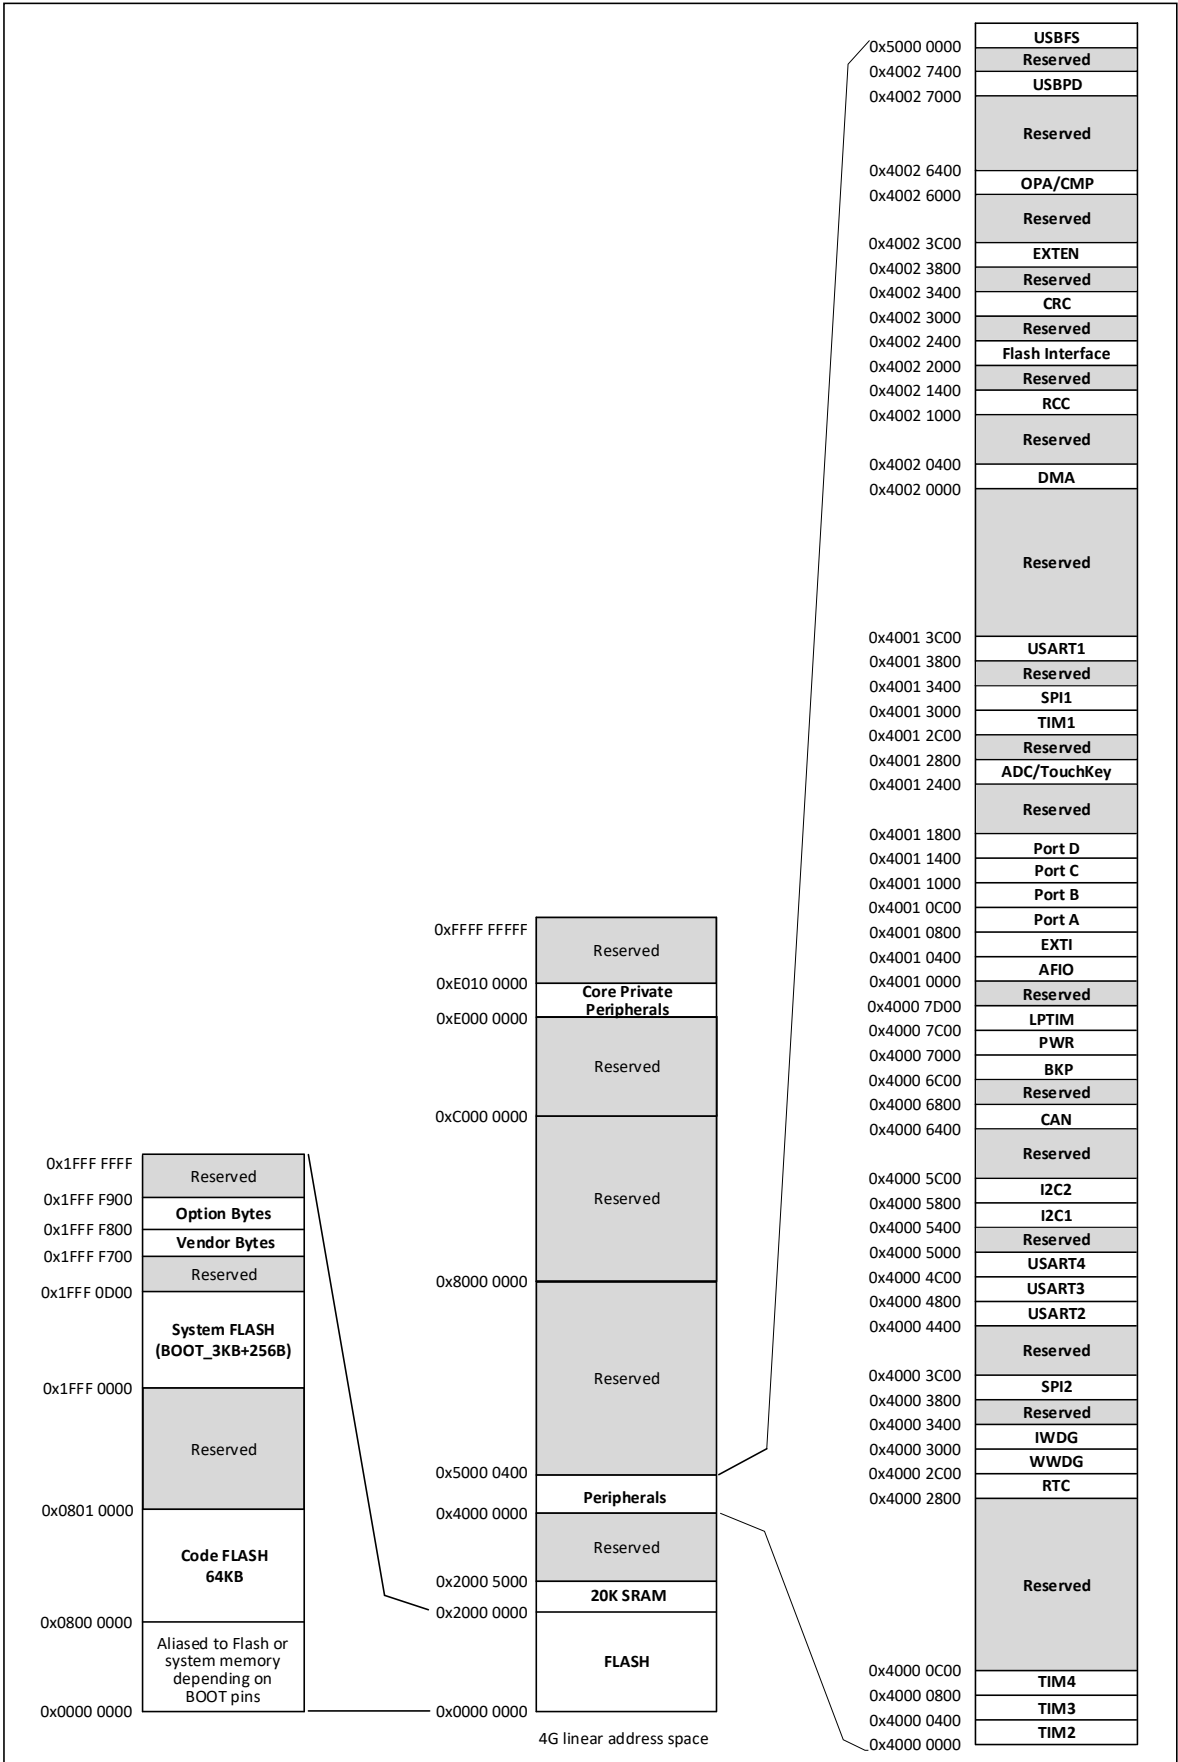 0x1FFF FFFF
Reserved
0x1FFF F900
Option Bytes
0x1FFF F800
Vendor Bytes
0x1FFF F700
Reserved
0x1FFF 0D00
System FLASH
(BOOT_3KB+256B)
0x1FFF 0000
Reserved
0x0801 0000
Code FLASH
64KB
0x0800 0000
Aliased to Flash or
system memory
depending on
BOOT pins
0x0000 0000
0xFFFF FFFFF
Reserved
0xE010 0000
Core Private
Peripherals
0xE000 0000
Reserved
0xC000 0000
Reserved
0x8000 0000
Reserved
0x5000 0400
Peripherals
0x4000 0000
Reserved
0x2000 5000
20K SRAM
0x2000 0000
FLASH
0x0000 0000
4G linear address space
USBFS
0x5000 0000
Reserved
0x4002 7400
USBPD
0x4002 7000
Reserved
0x4002 6400
OPA/CMP
0x4002 6000
Reserved
0x4002 3C00
EXTEN
0x4002 3800
Reserved
0x4002 3400
CRC
0x4002 3000
Reserved
0x4002 2400
Flash Interface
0x4002 2000
Reserved
0x4002 1400
RCC
0x4002 1000
Reserved
0x4002 0400
DMA
0x4002 0000
Reserved
0x4001 3C00
USART1
0x4001 3800
Reserved
0x4001 3400
SPI1
0x4001 3000
TIM1
0x4001 2C00
Reserved
0x4001 2800
ADC/TouchKey
0x4001 2400
Reserved
0x4001 1800
Port D
0x4001 1400
Port C
0x4001 1000
Port B
0x4001 0C00
Port A
0x4001 0800
EXTI
0x4001 0400
AFIO
0x4001 0000
Reserved
0x4000 7D00
LPTIM
0x4000 7C00
PWR
0x4000 7000
BKP
0x4000 6C00
Reserved
0x4000 6800
CAN
0x4000 6400
Reserved
0x4000 5C00
I2C2
0x4000 5800
I2C1
0x4000 5400
Reserved
0x4000 5000
USART4
0x4000 4C00
USART3
0x4000 4800
USART2
0x4000 4400
Reserved
0x4000 3C00
SPI2
0x4000 3800
Reserved
0x4000 3400
IWDG
0x4000 3000
WWDG
0x4000 2C00
RTC
0x4000 2800
Reserved
0x4000 0C00
TIM4
0x4000 0800
TIM3
0x4000 0400
TIM2
0x4000 0000